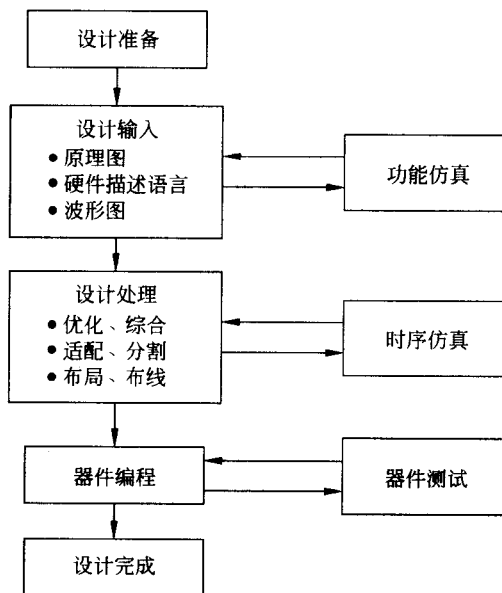 设计准备
设计输入
● 原理图
● 硬件描述语言
● 波形图
功能仿真
设计处理
● 优化、综合
● 适配、分割
● 布局、布线
时序仿真
器件编程
器件测试
设计完成